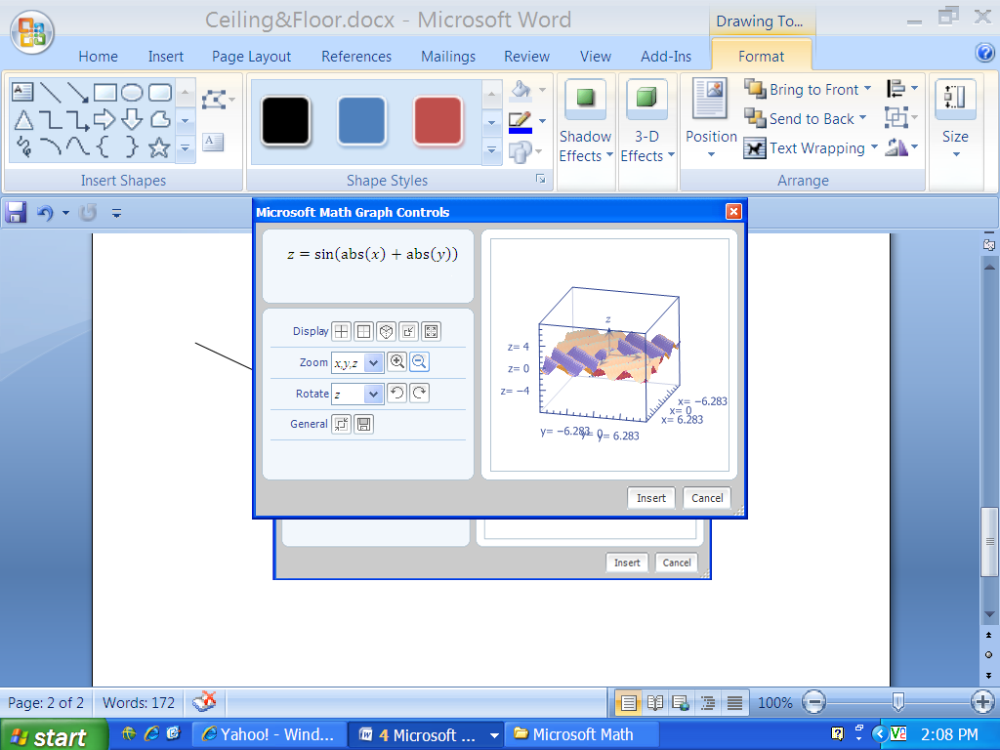 Ceiling&Floor.docx - Microsoft Word
Drawing To...
Home Insert Page Layout References Mailings Review View Add-Ins Format
Bring to Front
Send to Back
Text Wrapping
Shadow Effects
3-D Effects
Position
Size
Insert Shapes
Shape Styles
Arrange
Microsoft Math Graph Controls
z = sin(abs(x) + abs(y))
Display
Zoom x,y,z
Rotate z
General
z
z= 4
z= 0
z= −4
x= −6.283
x= 0
x= 6.283
y= −6.283 y= 0 y= 6.283
Insert Cancel
Insert Cancel
Page: 2 of 2 Words: 172 100%
start Yahoo! - Wind... 4 Microsoft ... Microsoft Math 2:08 PM